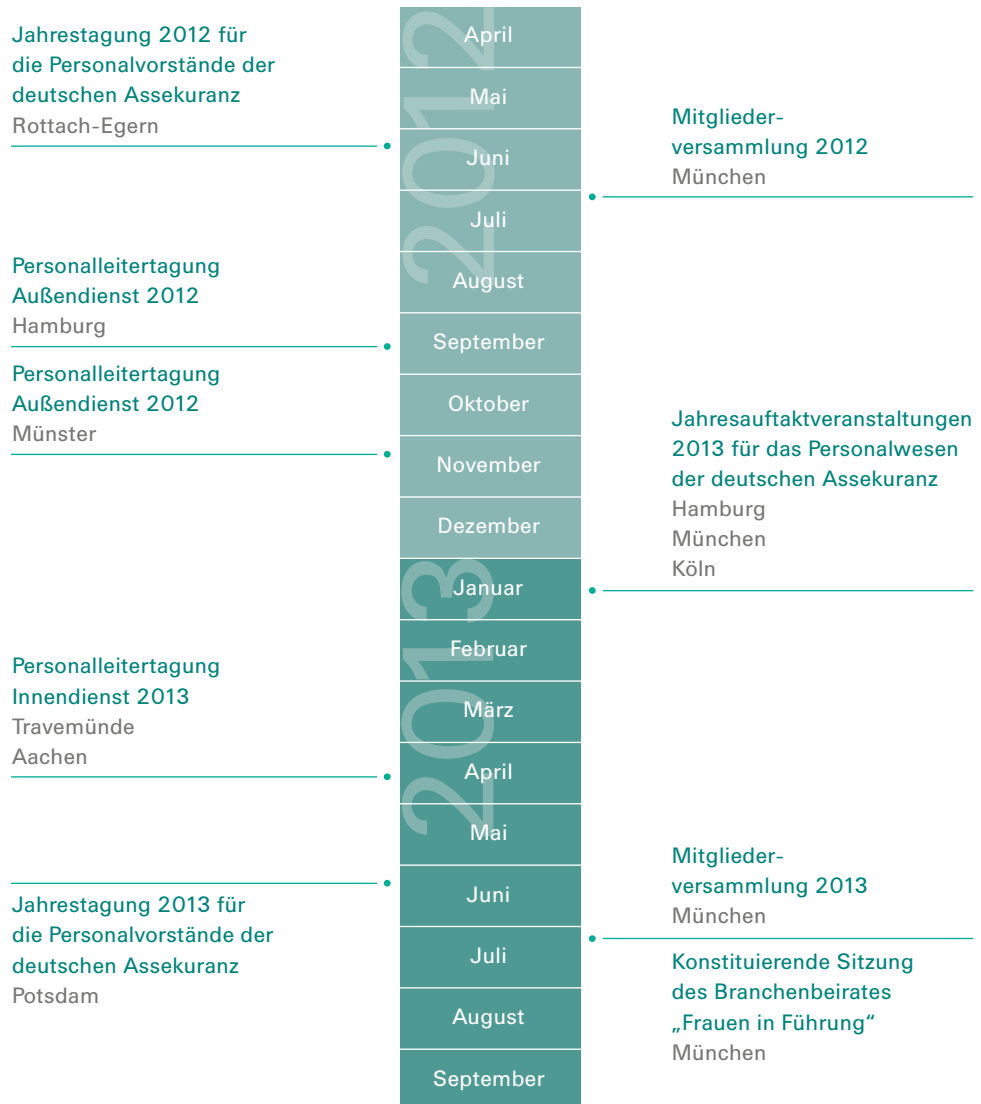 Jahrestagung 2012 für
die Personalvorstände der
deutschen Assekuranz
Rottach-Egern
Personalleitertagung
Außendienst 2012
Hamburg
Personalleitertagung
Außendienst 2012
Münster
Personalleitertagung
Innendienst 2013
Travemünde
Aachen
Jahrestagung 2013 für
die Personalvorstände der
deutschen Assekuranz
Potsdam
2012
April
Mai
Juni
Juli
August
September
Oktober
November
Dezember
2013
Januar
Februar
März
April
Mai
Juni
Juli
August
September
Mitglieder-
versammlung 2012
München
Jahresauftaktveranstaltungen
2013 für das Personalwesen
der deutschen Assekuranz
Hamburg
München
Köln
Mitglieder-
versammlung 2013
München
Konstituierende Sitzung
des Branchenbeirates
„Frauen in Führung“
München